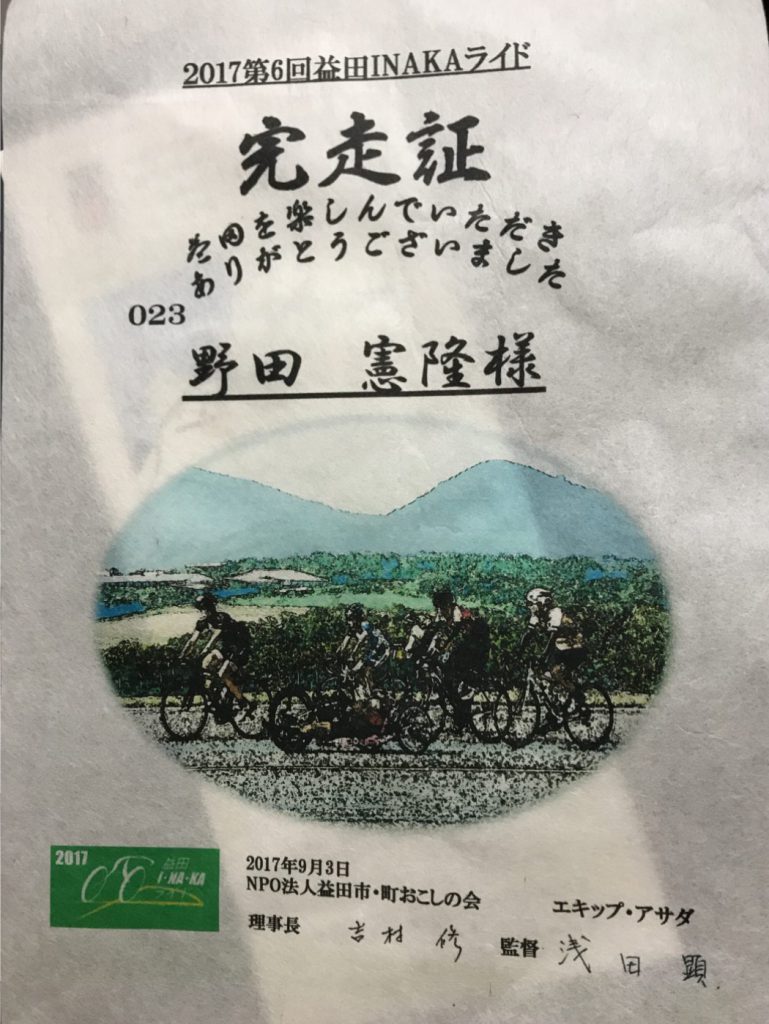 2017第6回益田INAKAライド
完走証
益田を楽しんでいただき
ありがとうございました
023
野田 憲隆様
2017
益田
I・NA・KA
ライド
2017年9月3日
NPO法人益田市・町おこしの会
理事長 吉村 修
エキップ・アサダ
監督 浅田 顕